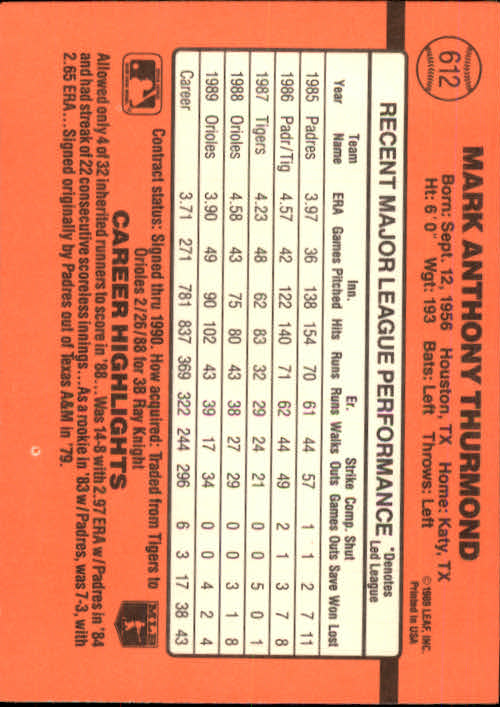 612
MARK ANTHONY THURMOND
Born: Sept. 12, 1956 Houston, TX Home: Katy, TX
Ht: 6' 0" Wgt: 193 Bats: Left Throws: Left
© 1989 LEAF, INC.
Printed in USA
RECENT MAJOR LEAGUE PERFORMANCE *Denotes Led League
Year Team Name ERA Games Inn. Pitched Hits Runs Er. Runs Walks Strike Outs Comp. Games Shut Outs Save Won Lost
1985 Padres 3.97 36 138 154 70 61 44 57 1 1 2 7 11
1986 Padr/Tig 4.57 42 122 140 71 62 44 49 2 1 3 7 8
1987 Tigers 4.23 48 62 83 32 29 24 21 0 0 5 0 1
1988 Orioles 4.58 43 75 80 43 38 27 29 0 0 3 1 8
1989 Orioles 3.90 49 90 102 43 39 17 34 0 0 4 2 4
Career 3.71 271 781 837 369 322 244 296 6 3 17 38 43
Contract status: Signed thru 1990. How acquired: Traded from Tigers to
Orioles 2/26/88 for 38 Ray Knight
CAREER HIGHLIGHTS
MLB
Allowed only 4 of 32 inherited runners to score in '88...Was 14-8 with 2.97 ERA w/Padres in '84
and had streak of 22 consecutive scoreless innings...As a rookie in '83 w/Padres, was 7-3, with
2.65 ERA...Signed originally by Padres out of Texas A&M in '79.